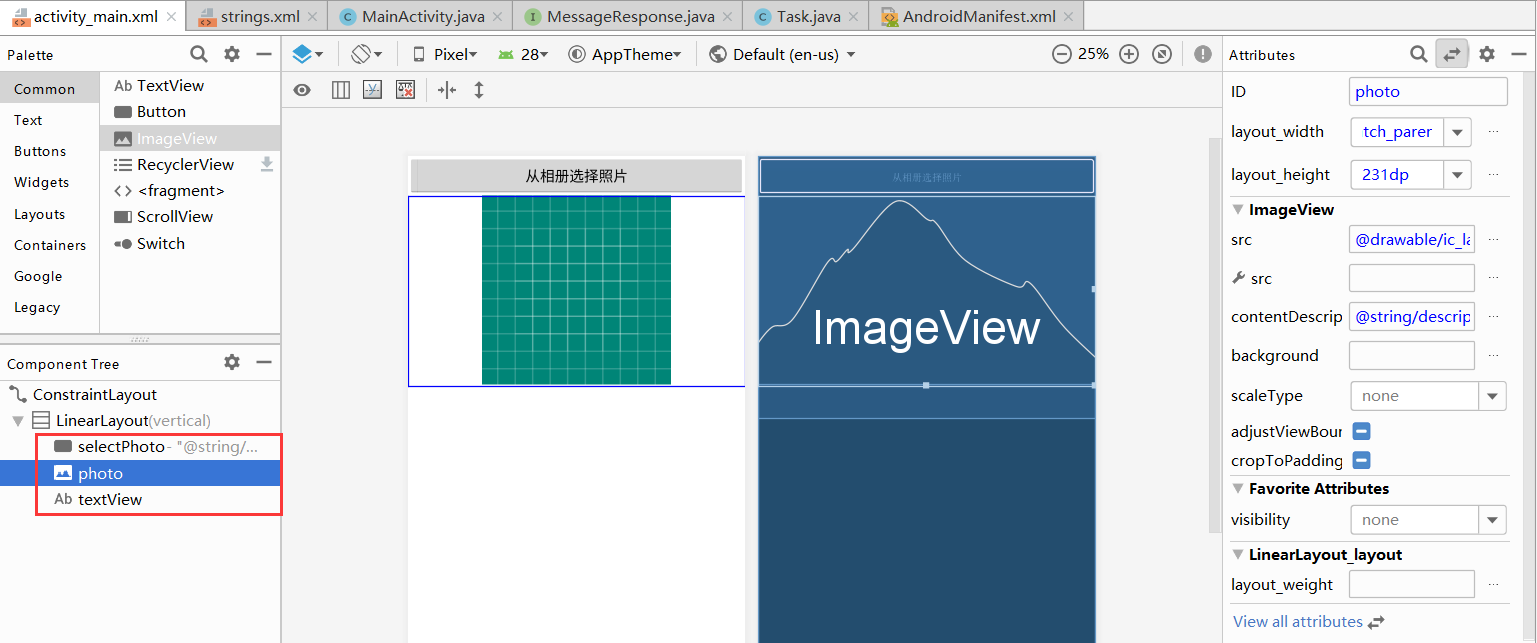 activity_main.xml
strings.xml
MainActivity.java
MessageResponse.java
Task.java
AndroidManifest.xml
Palette
Pixel
28
AppTheme
Default (en-us)
25%
Attributes
Common
Text
Buttons
Widgets
Layouts
Containers
Google
Legacy
Ab TextView
Button
ImageView
RecyclerView
<fragment>
ScrollView
Switch
Component Tree
ConstraintLayout
LinearLayout(vertical)
selectPhoto- "@string/...
photo
Ab textView
从相册选择照片
从相册选择照片
ImageView
ID photo
layout_width tch_parer ...
layout_height 231dp ...
ImageView
src @drawable/ic_la ...
src ...
contentDescrip @string/descrip ...
background ...
scaleType none
adjustViewBour
cropToPadding
Favorite Attributes
visibility none
LinearLayout_layout
layout_weight ...
View all attributes